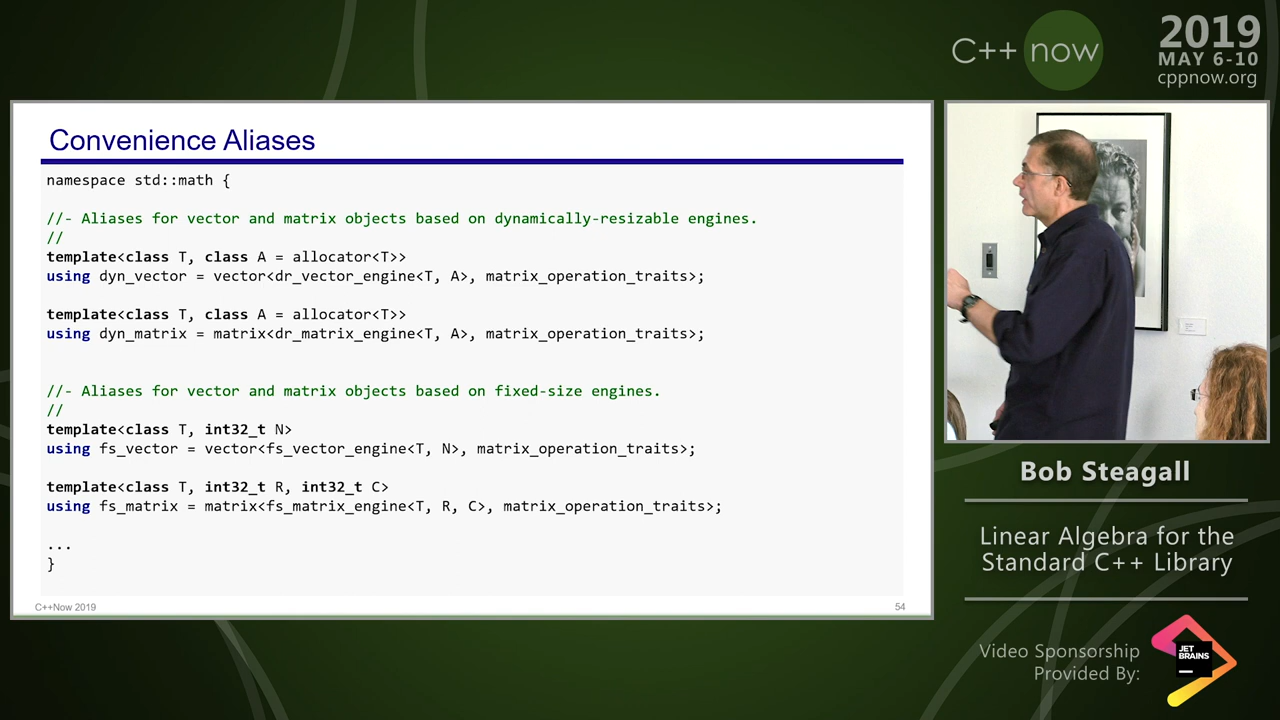 C++ now
2019
MAY 6-10
cppnow.org
Convenience Aliases
namespace std::math {
//- Aliases for vector and matrix objects based on dynamically-resizable engines.
//
template<class T, class A = allocator<T>>
using dyn_vector = vector<dr_vector_engine<T, A>, matrix_operation_traits>;
template<class T, class A = allocator<T>>
using dyn_matrix = matrix<dr_matrix_engine<T, A>, matrix_operation_traits>;
//- Aliases for vector and matrix objects based on fixed-size engines.
//
template<class T, int32_t N>
using fs_vector = vector<fs_vector_engine<T, N>, matrix_operation_traits>;
template<class T, int32_t R, int32_t C>
using fs_matrix = matrix<fs_matrix_engine<T, R, C>, matrix_operation_traits>;
...
}
C++Now 2019
54
Bob Steagall
Linear Algebra for the
Standard C++ Library
Video Sponsorship
Provided By:
JET
BRAINS